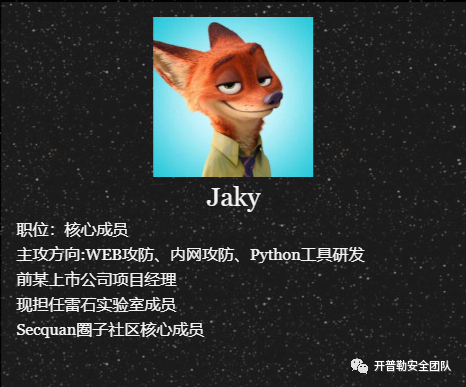 Jaky
职位：核心成员
主攻方向:WEB攻防、内网攻防、Python工具研发
前某上市公司项目经理
现担任雷石实验室成员
Secquan圈子社区核心成员
开普勒安全团队